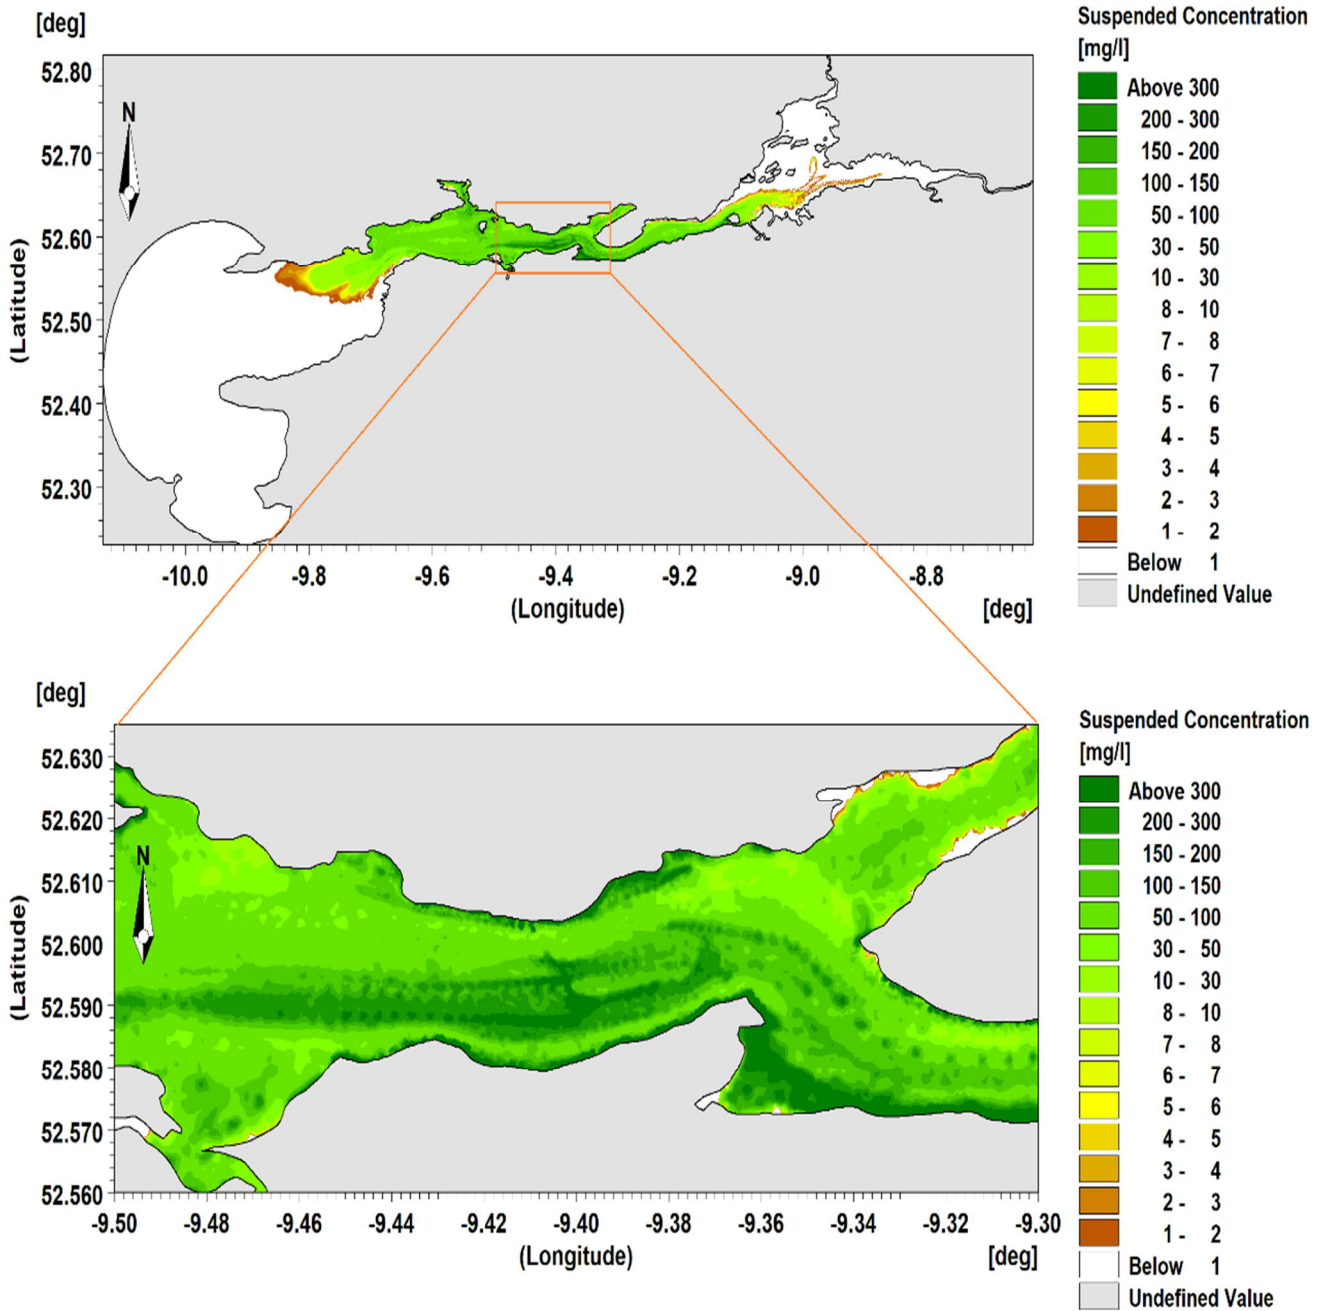 [deg]
Suspended Concentration
[mg/l]
Above 300
200 - 300
150 - 200
100 - 150
50 - 100
30 - 50
10 - 30
8 - 10
7 - 8
6 - 7
5 - 6
4 - 5
3 - 4
2 - 3
1 - 2
Below 1
Undefined Value
52.80
52.70
52.60
52.50
52.40
52.30
(Latitude)
N
-10.0 -9.8 -9.6 -9.4 -9.2 -9.0 -8.8
(Longitude) [deg]
[deg]
Suspended Concentration
[mg/l]
Above 300
200 - 300
150 - 200
100 - 150
50 - 100
30 - 50
10 - 30
8 - 10
7 - 8
6 - 7
5 - 6
4 - 5
3 - 4
2 - 3
1 - 2
Below 1
Undefined Value
52.630
52.620
52.610
52.600
52.590
52.580
52.570
52.560
(Latitude)
N
-9.50 -9.48 -9.46 -9.44 -9.42 -9.40 -9.38 -9.36 -9.34 -9.32 -9.30
(Longitude) [deg]